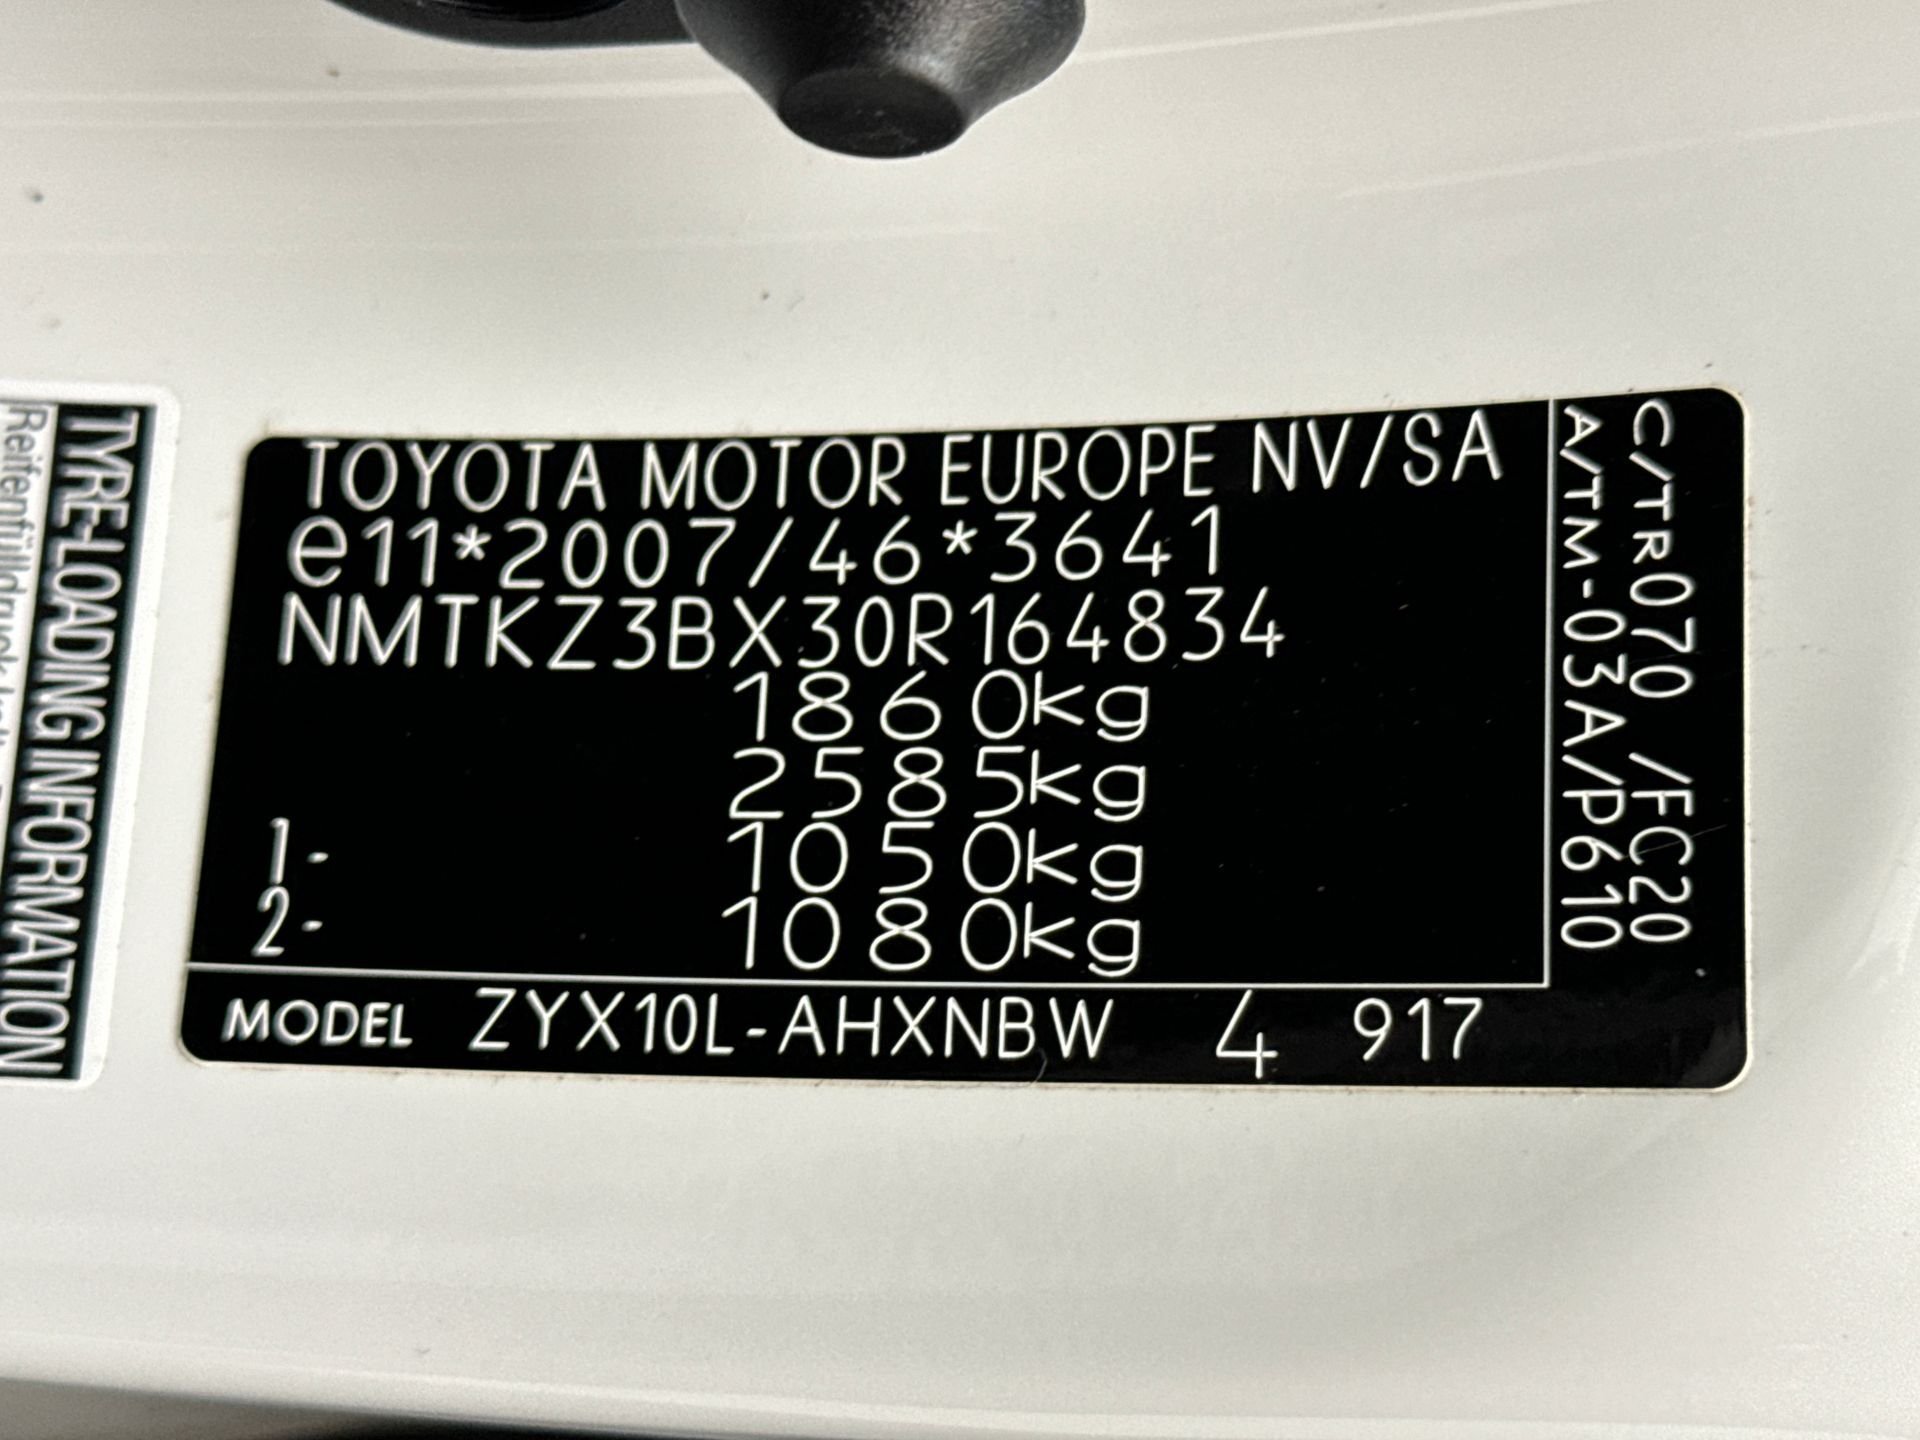 TYRE-LOADING INFORMATION
TOYOTA MOTOR EUROPE NV/SA
e11*2007/46*3641
NMTKZ3BX30R164834
1860kg
2585kg
1- 1050kg
2- 1080kg
MODEL ZYX10L-AHXNBW 4 917
C/TR070 /FC20
A/TM-03A/P610